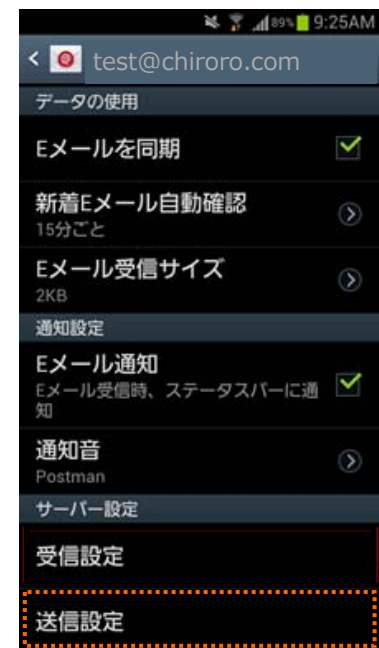 89% 9:25AM
test@chiroro.com
データの使用
Eメールを同期
新着Eメール自動確認
15分ごと
Eメール受信サイズ
2KB
通知設定
Eメール通知
Eメール受信時、ステータスバーに通
知
通知音
Postman
サーバー設定
受信設定
送信設定